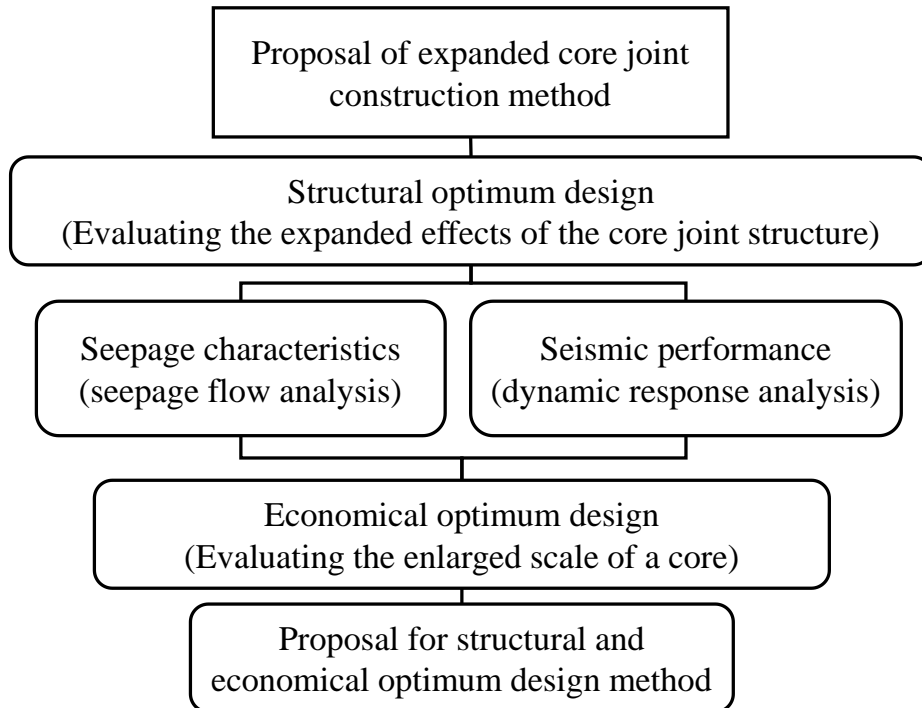 Proposal of expanded core joint
construction method
Structural optimum design
(Evaluating the expanded effects of the core joint structure)
Seepage characteristics
(seepage flow analysis)
Seismic performance
(dynamic response analysis)
Economical optimum design
(Evaluating the enlarged scale of a core)
Proposal for structural and
economical optimum design method